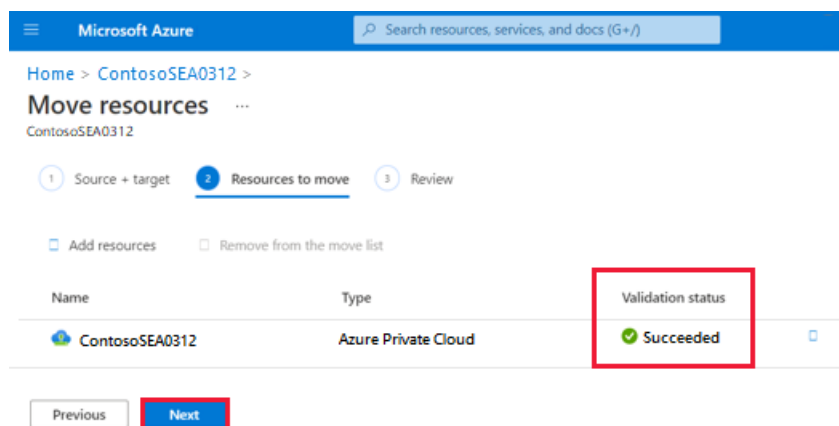 Microsoft Azure Search resources, services, and docs (G+/)
Home > ContosoSEA0312 >
Move resources ...
ContosoSEA0312
1 Source + target 2 Resources to move 3 Review
Add resources Remove from the move list
Name Type Validation status
ContosoSEA0312 Azure Private Cloud Succeeded
Previous Next